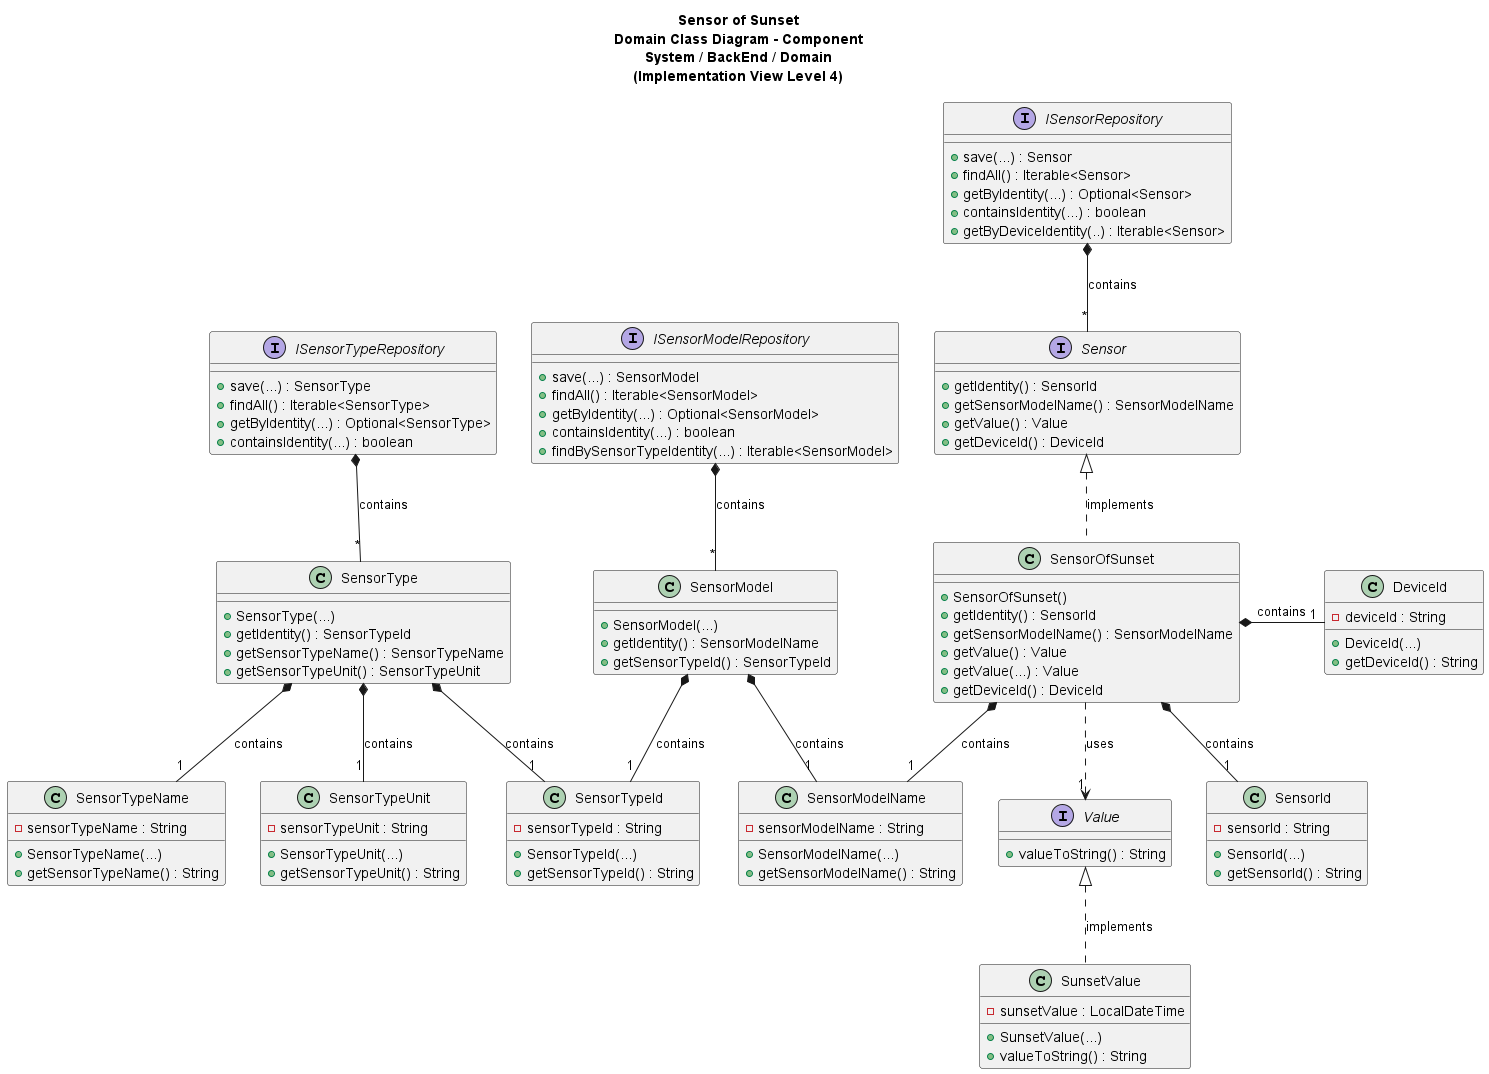 Sensor of Sunset
Domain Class Diagram - Component
System / BackEnd / Domain
(Implementation View Level 4)
I ISensorRepository
save(...) : Sensor
findAll() : Iterable<Sensor>
getByIdentity(...) : Optional<Sensor>
containsIdentity(...) : boolean
getByDeviceIdentity(..) : Iterable<Sensor>
contains
*
I ISensorTypeRepository
save(...) : SensorType
findAll() : Iterable<SensorType>
getByIdentity(...) : Optional<SensorType>
containsIdentity(...) : boolean
contains
*
I ISensorModelRepository
save(...) : SensorModel
findAll() : Iterable<SensorModel>
getByIdentity(...) : Optional<SensorModel>
containsIdentity(...) : boolean
findBySensorTypeIdentity(...) : Iterable<SensorModel>
contains
*
I Sensor
getIdentity() : SensorId
getSensorModelName() : SensorModelName
getValue() : Value
getDeviceId() : DeviceId
implements
C SensorType
SensorType(...)
getIdentity() : SensorTypeId
getSensorTypeName() : SensorTypeName
getSensorTypeUnit() : SensorTypeUnit
contains
1
contains
1
contains
1
C SensorModel
SensorModel(...)
getIdentity() : SensorModelName
getSensorTypeId() : SensorTypeId
contains
1
contains
1
C SensorOfSunset
SensorOfSunset()
getIdentity() : SensorId
getSensorModelName() : SensorModelName
getValue() : Value
getValue(...) : Value
getDeviceId() : DeviceId
contains 1
C DeviceId
deviceId : String
DeviceId(...)
getDeviceId() : String
contains
1
uses
1
contains
1
C SensorTypeName
sensorTypeName : String
SensorTypeName(...)
getSensorTypeName() : String
C SensorTypeUnit
sensorTypeUnit : String
SensorTypeUnit(...)
getSensorTypeUnit() : String
C SensorTypeId
sensorTypeId : String
SensorTypeId(...)
getSensorTypeId() : String
C SensorModelName
sensorModelName : String
SensorModelName(...)
getSensorModelName() : String
I Value
valueToString() : String
C SensorId
sensorId : String
SensorId(...)
getSensorId() : String
implements
C SunsetValue
sunsetValue : LocalDateTime
SunsetValue(...)
valueToString() : String